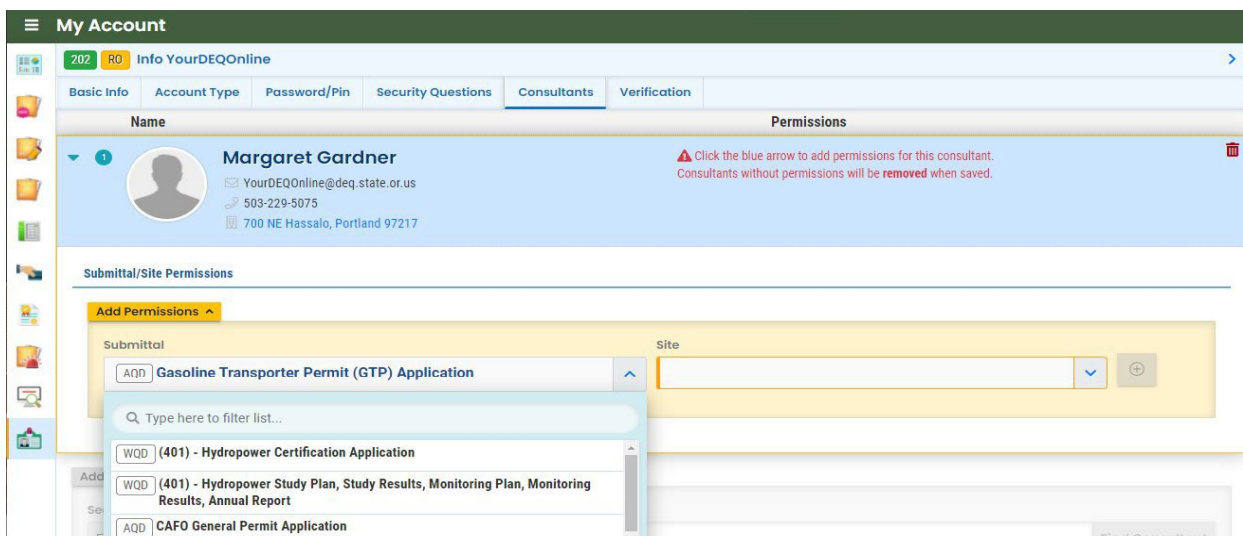 My Account
202 RO Info YourDEQOnline
Basic Info Account Type Password/Pin Security Questions Consultants Verification
Name Permissions
1 Margaret Gardner
YourDEQOnline@deq.state.or.us
503-229-5075
700 NE Hassalo, Portland 97217
Click the blue arrow to add permissions for this consultant.
Consultants without permissions will be removed when saved.
Submittal/Site Permissions
Add Permissions
Submittal Site
AQD Gasoline Transporter Permit (GTP) Application
Type here to filter list...
WQD (401) - Hydropower Certification Application
Add
WQD (401) - Hydropower Study Plan, Study Results, Monitoring Plan, Monitoring
Results, Annual Report
AQD CAFO General Permit Application